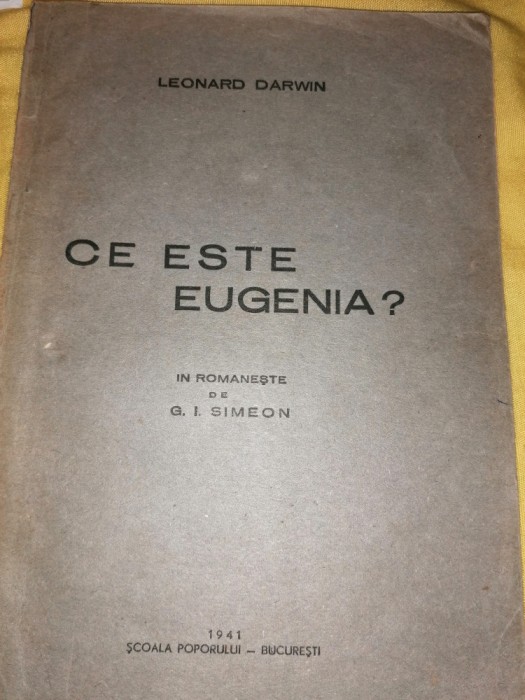 LEONARD DARWIN
CE ESTE
EUGENIA?
IN ROMANEŞTE
DE
G. I. SIMEON
1941
ŞCOALA POPORULUI – BUCUREŞTI